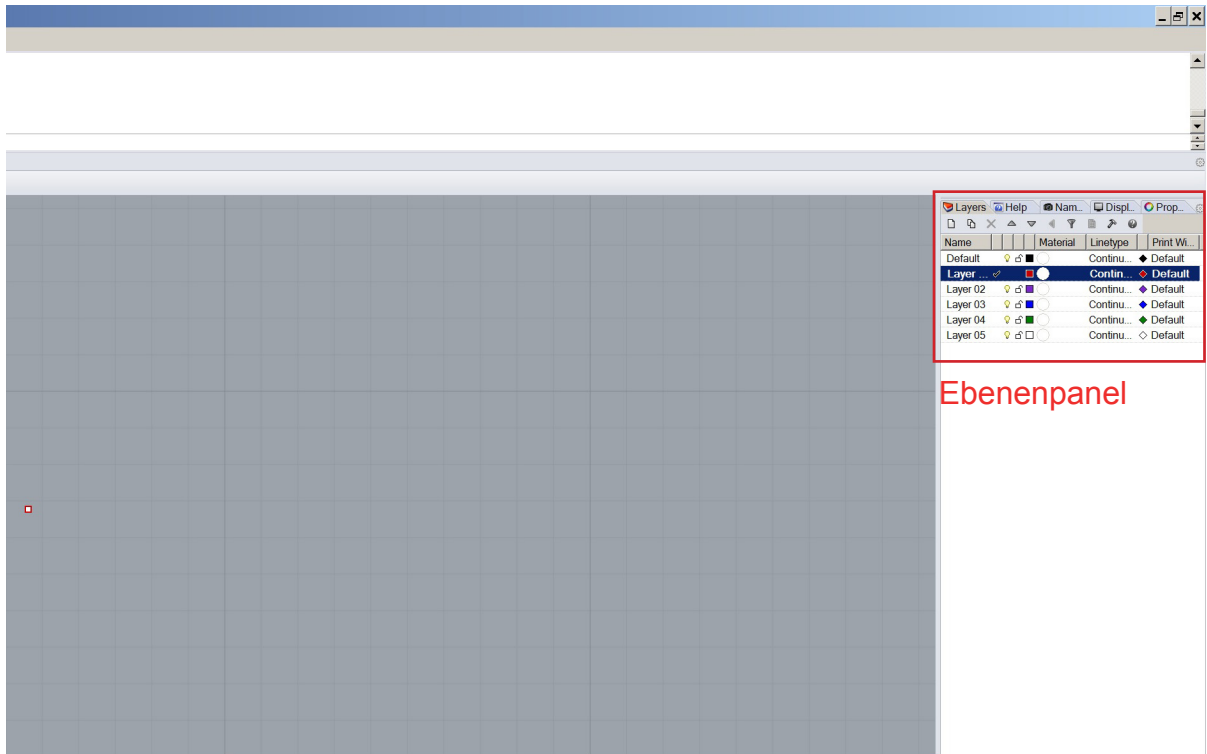 Layers Help Nam... Displ... Prop...
Name Material Linetype Print Wi...
Default Continu... Default
Layer ... Contin... Default
Layer 02 Continu... Default
Layer 03 Continu... Default
Layer 04 Continu... Default
Layer 05 Continu... Default
Ebenenpanel